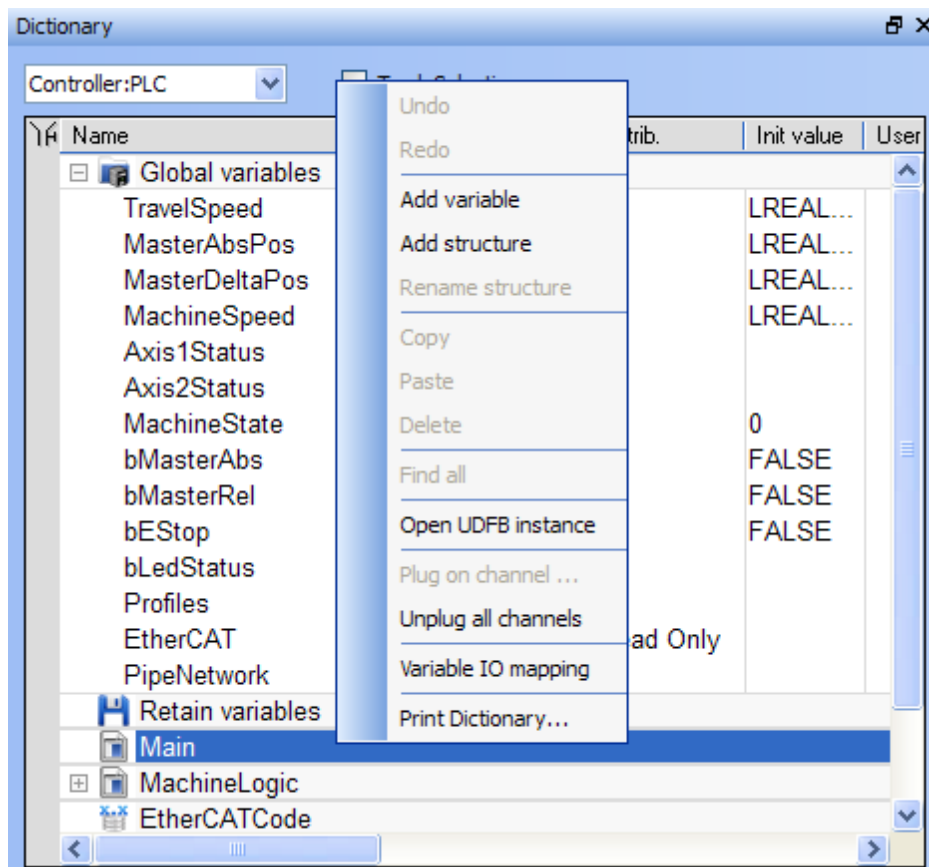 Dictionary
Controller:PLC
Name
trib.
Init value
User
Global variables
TravelSpeed LREAL...
MasterAbsPos LREAL...
MasterDeltaPos LREAL...
MachineSpeed LREAL...
Axis1Status
Axis2Status
MachineState 0
bMasterAbs FALSE
bMasterRel FALSE
bEStop FALSE
bLedStatus
Profiles
EtherCAT ad Only
PipeNetwork
Retain variables
Main
MachineLogic
EtherCATCode
Undo
Redo
Add variable
Add structure
Rename structure
Copy
Paste
Delete
Find all
Open UDFB instance
Plug on channel ...
Unplug all channels
Variable IO mapping
Print Dictionary...